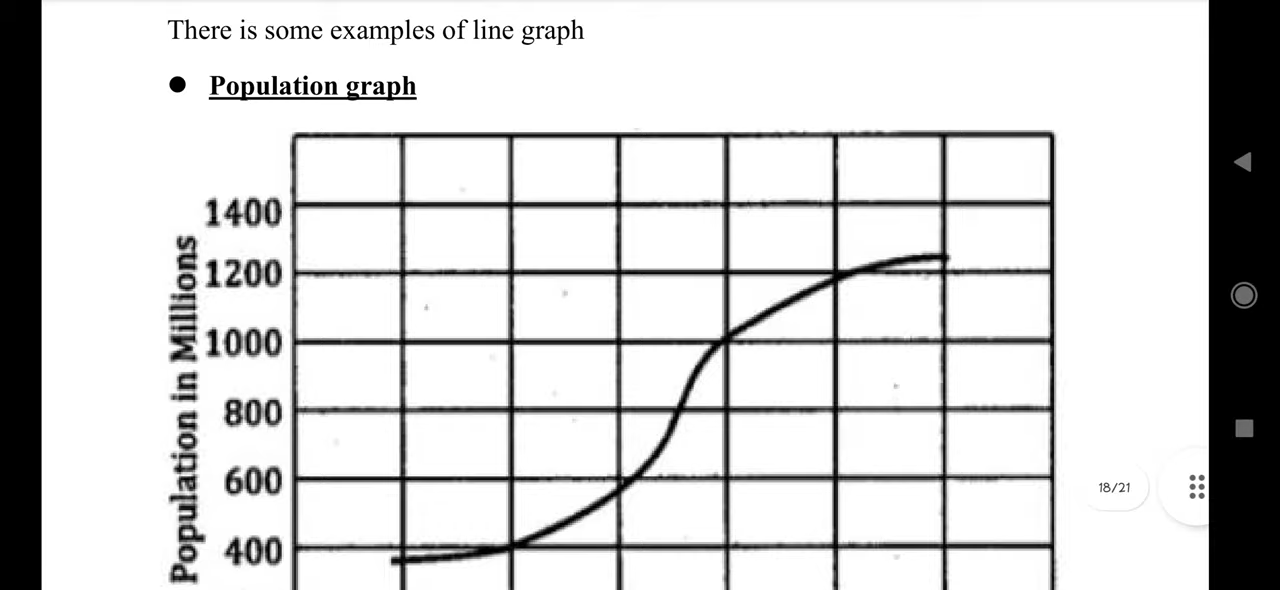 There is some examples of line graph
● Population graph
Population in Millions
1400
1200
1000
800
600
400
18/21